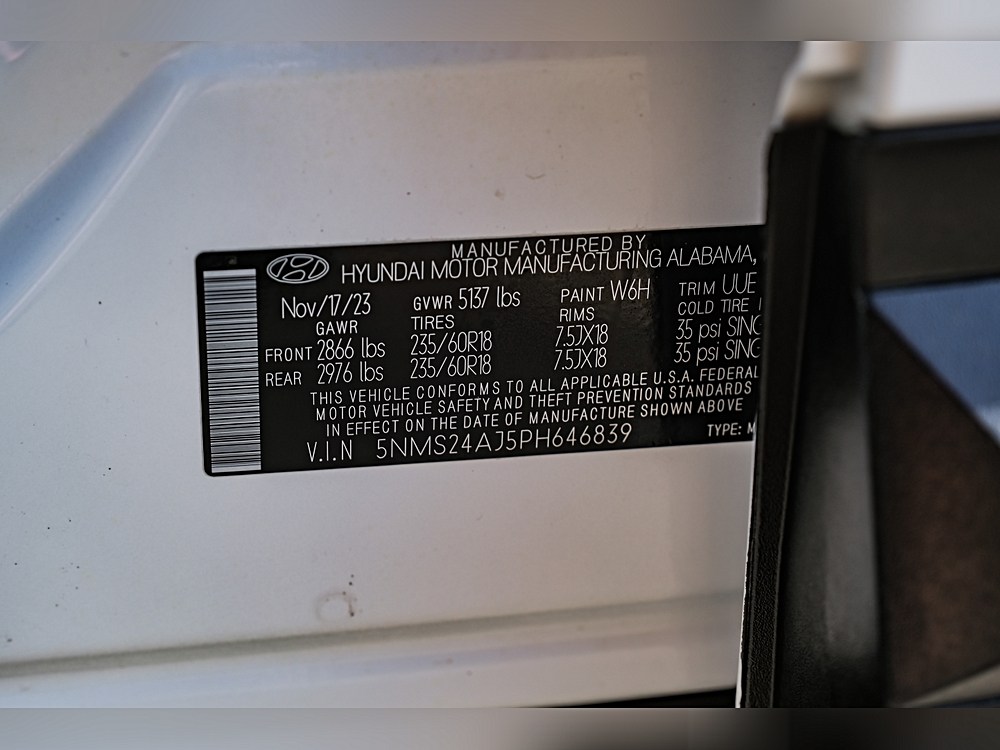 MANUFACTURED BY
HYUNDAI MOTOR MANUFACTURING ALABAMA,
Nov/17/23 GVWR 5137 lbs PAINT W6H TRIM UUE
GAWR TIRES RIMS COLD TIRE
FRONT 2866 lbs 235/60R18 7.5JX18 35 psi SING
REAR 2976 lbs 235/60R18 7.5JX18 35 psi SING
THIS VEHICLE CONFORMS TO ALL APPLICABLE U.S.A. FEDERAL
MOTOR VEHICLE SAFETY AND THEFT PREVENTION STANDARDS
IN EFFECT ON THE DATE OF MANUFACTURE SHOWN ABOVE
V.I.N 5NMS24AJ5PH646839 TYPE: M